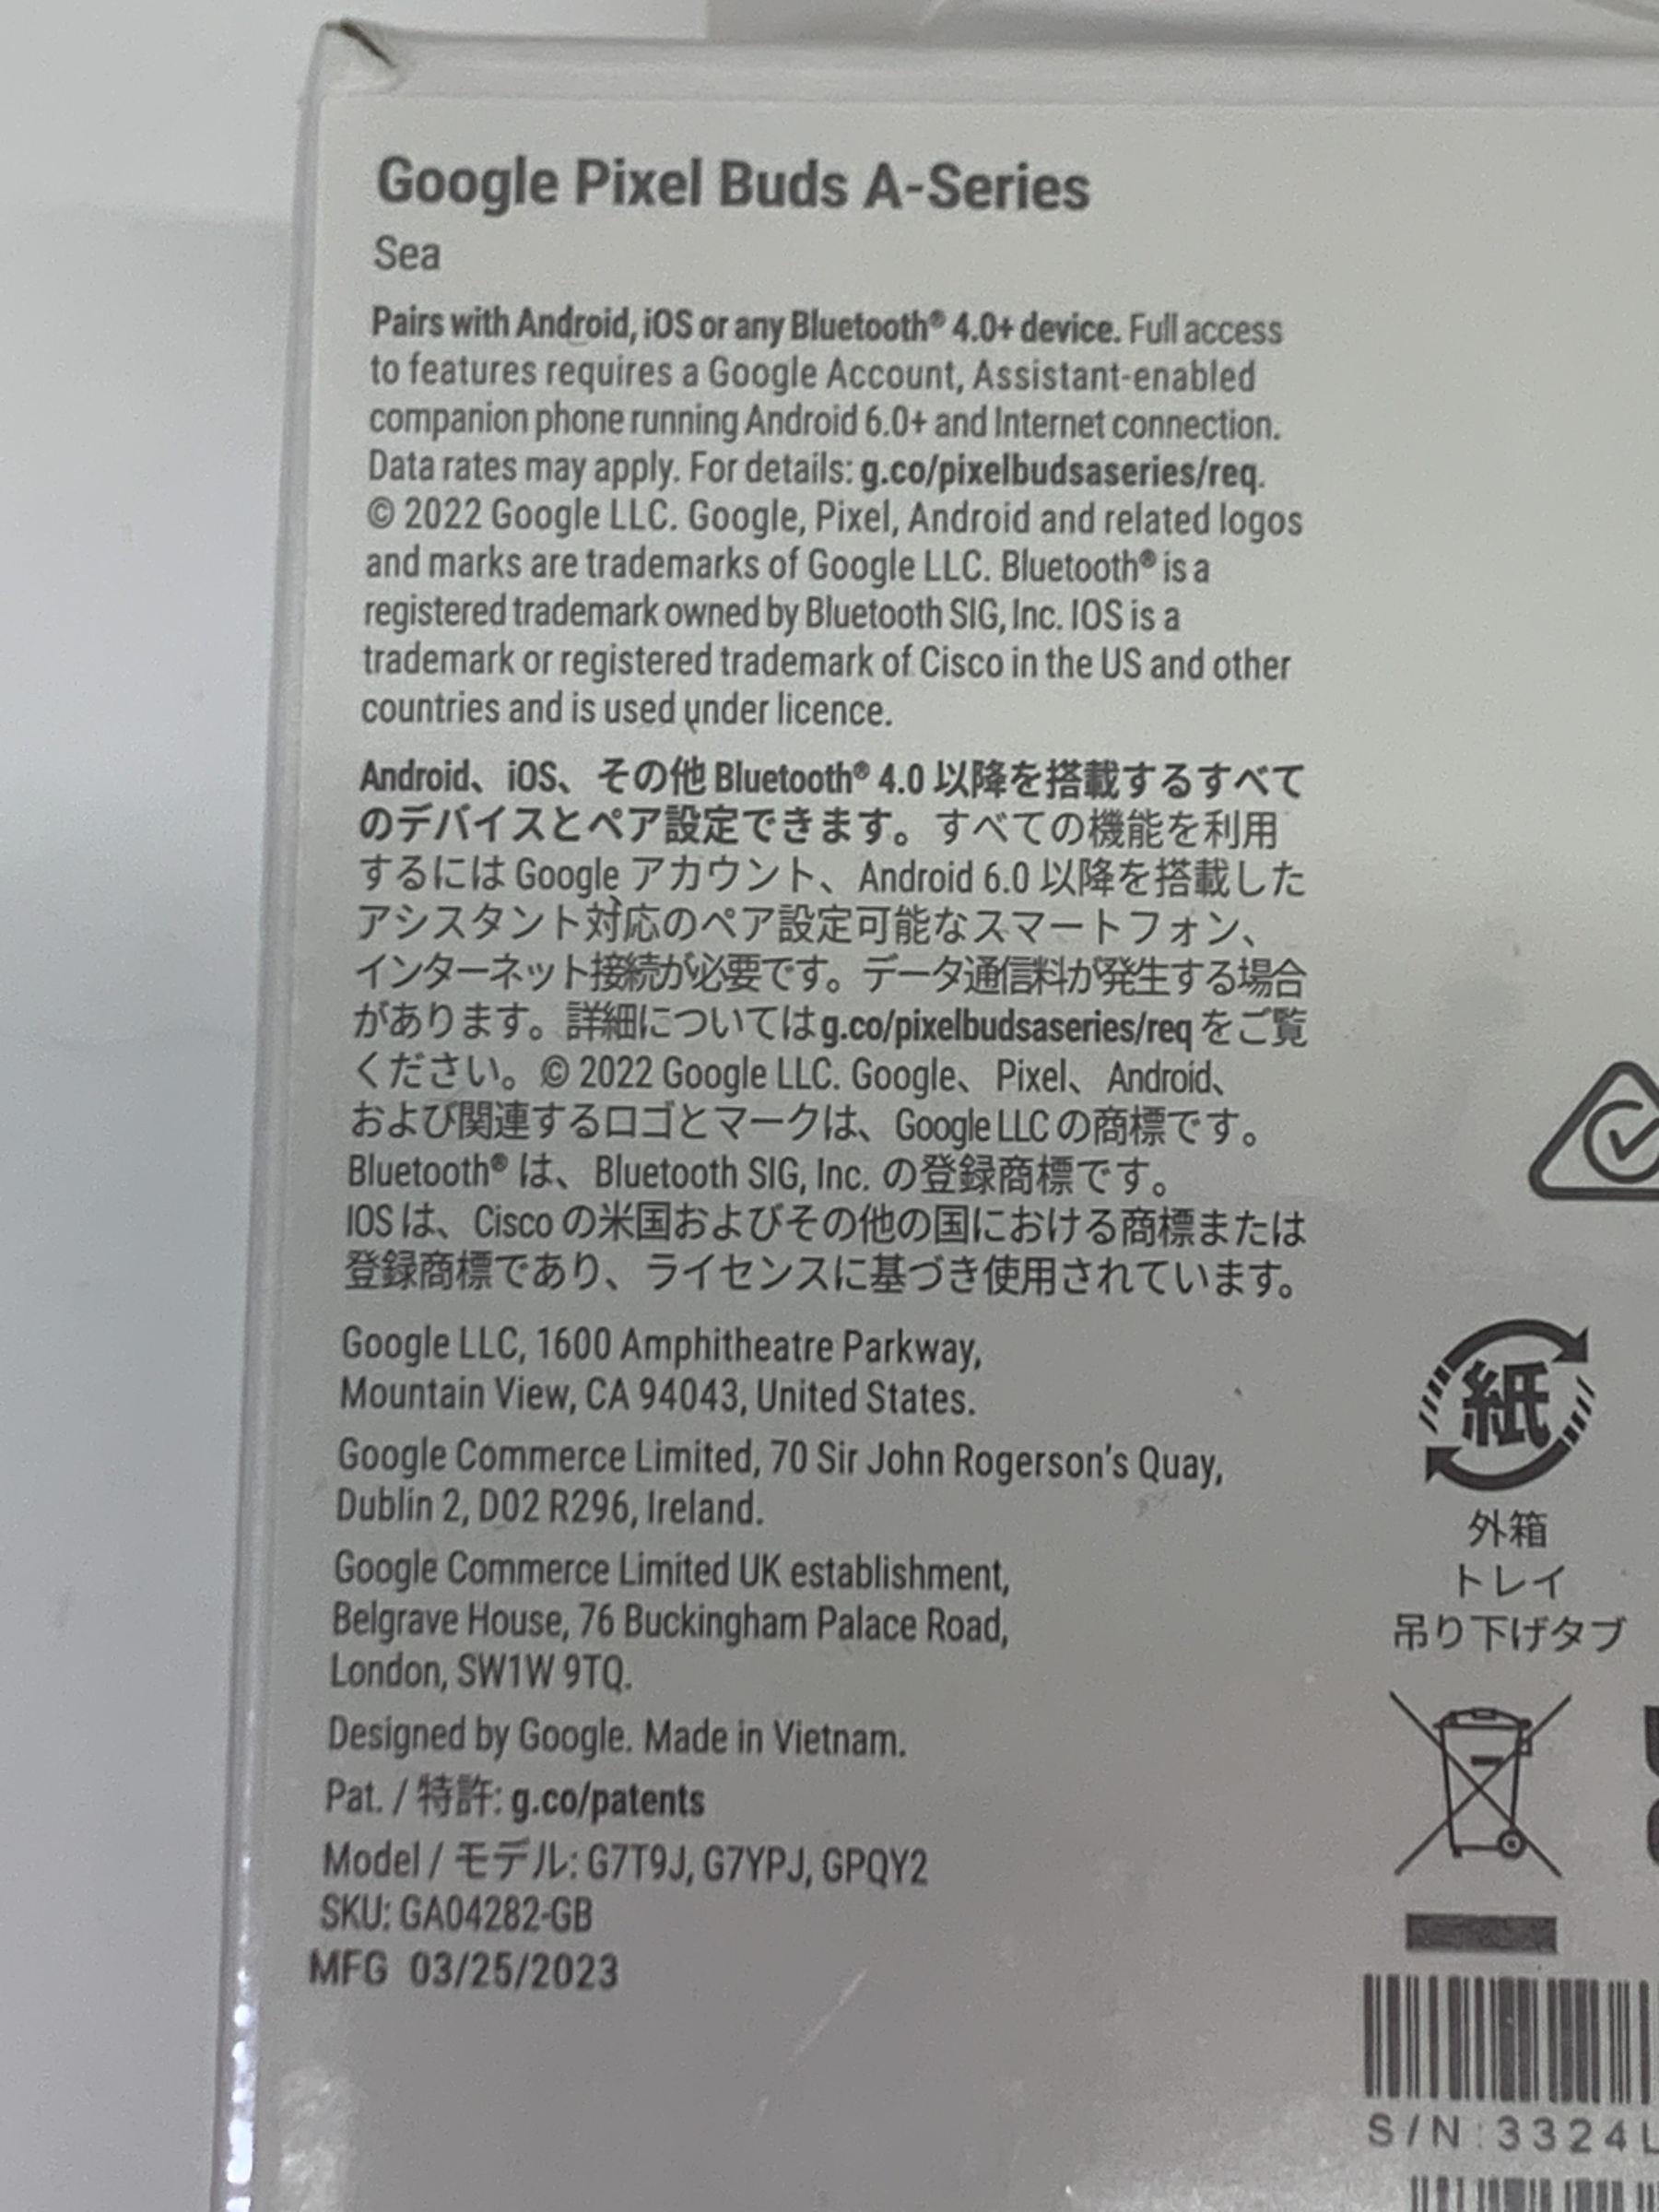 Google Pixel Buds A-Series
Sea
Pairs with Android, iOS or any Bluetooth® 4.0+ device. Full access
to features requires a Google Account, Assistant-enabled
companion phone running Android 6.0+ and Internet connection.
Data rates may apply. For details: g.co/pixelbudsaseries/req.
© 2022 Google LLC. Google, Pixel, Android and related logos
and marks are trademarks of Google LLC. Bluetooth® is a
registered trademark owned by Bluetooth SIG, Inc. IOS is a
trademark or registered trademark of Cisco in the US and other
countries and is used under licence.
Android、iOS、その他 Bluetooth® 4.0 以降を搭載するすべて
のデバイスとペア設定できます。すべての機能を利用
するには Google アカウント、Android 6.0 以降を搭載した
アシスタント対応のペア設定可能なスマートフォン、
インターネット接続が必要です。データ通信料が発生する場合
があります。詳細については g.co/pixelbudsaseries/req をご覧
ください。© 2022 Google LLC. Google、Pixel、Android、
および関連するロゴとマークは、Google LLC の商標です。
Bluetooth® は、Bluetooth SIG, Inc. の登録商標です。
IOS は、Cisco の米国およびその他の国における商標または
登録商標であり、ライセンスに基づき使用されています。
Google LLC, 1600 Amphitheatre Parkway,
Mountain View, CA 94043, United States.
Google Commerce Limited, 70 Sir John Rogerson's Quay,
Dublin 2, D02 R296, Ireland.
Google Commerce Limited UK establishment,
Belgrave House, 76 Buckingham Palace Road,
London, SW1W 9TQ.
Designed by Google. Made in Vietnam.
Pat. / 特許: g.co/patents
Model / モデル: G7T9J, G7YPJ, GPQY2
SKU: GA04282-GB
MFG 03/25/2023
紙
外箱
トレイ
吊り下げタブ
S/N:3324L